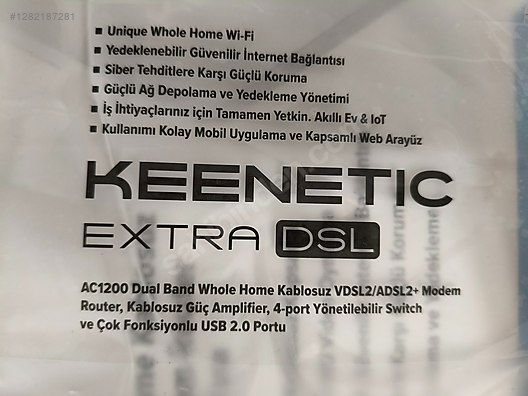 #1282187281
■ Unique Whole Home Wi-Fi
■ Yedeklenebilir Güvenilir İnternet Bağlantısı
■ Siber Tehditlere Karşı Güçlü Koruma
■ Güçlü Ağ Depolama ve Yedekleme Yönetimi
■ İş İhtiyaçlarınız için Tamamen Yetkin. Akıllı Ev & IoT
■ Kullanımı Kolay Mobil Uygulama ve Kapsamlı Web Arayüz
KEENETIC
EXTRA DSL
AC1200 Dual Band Whole Home Kablosuz VDSL2/ADSL2+ Modem
Router, Kablosuz Güç Amplifier, 4-port Yönetilebilir Switch
ve Çok Fonksiyonlu USB 2.0 Portu